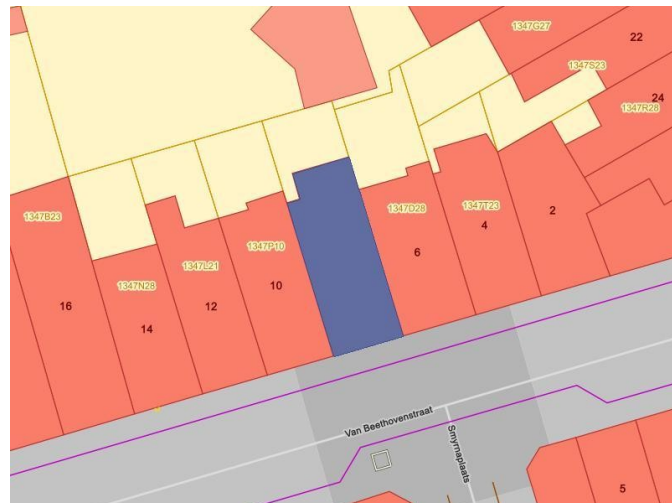 1347G27
22
1347S23
24
1347R28
1347B23
1347D28
1347T23
2
4
1347P10
6
1347L21
1347N28
10
16
12
14
Van Beethovenstraat
Smyrnaplaats
5